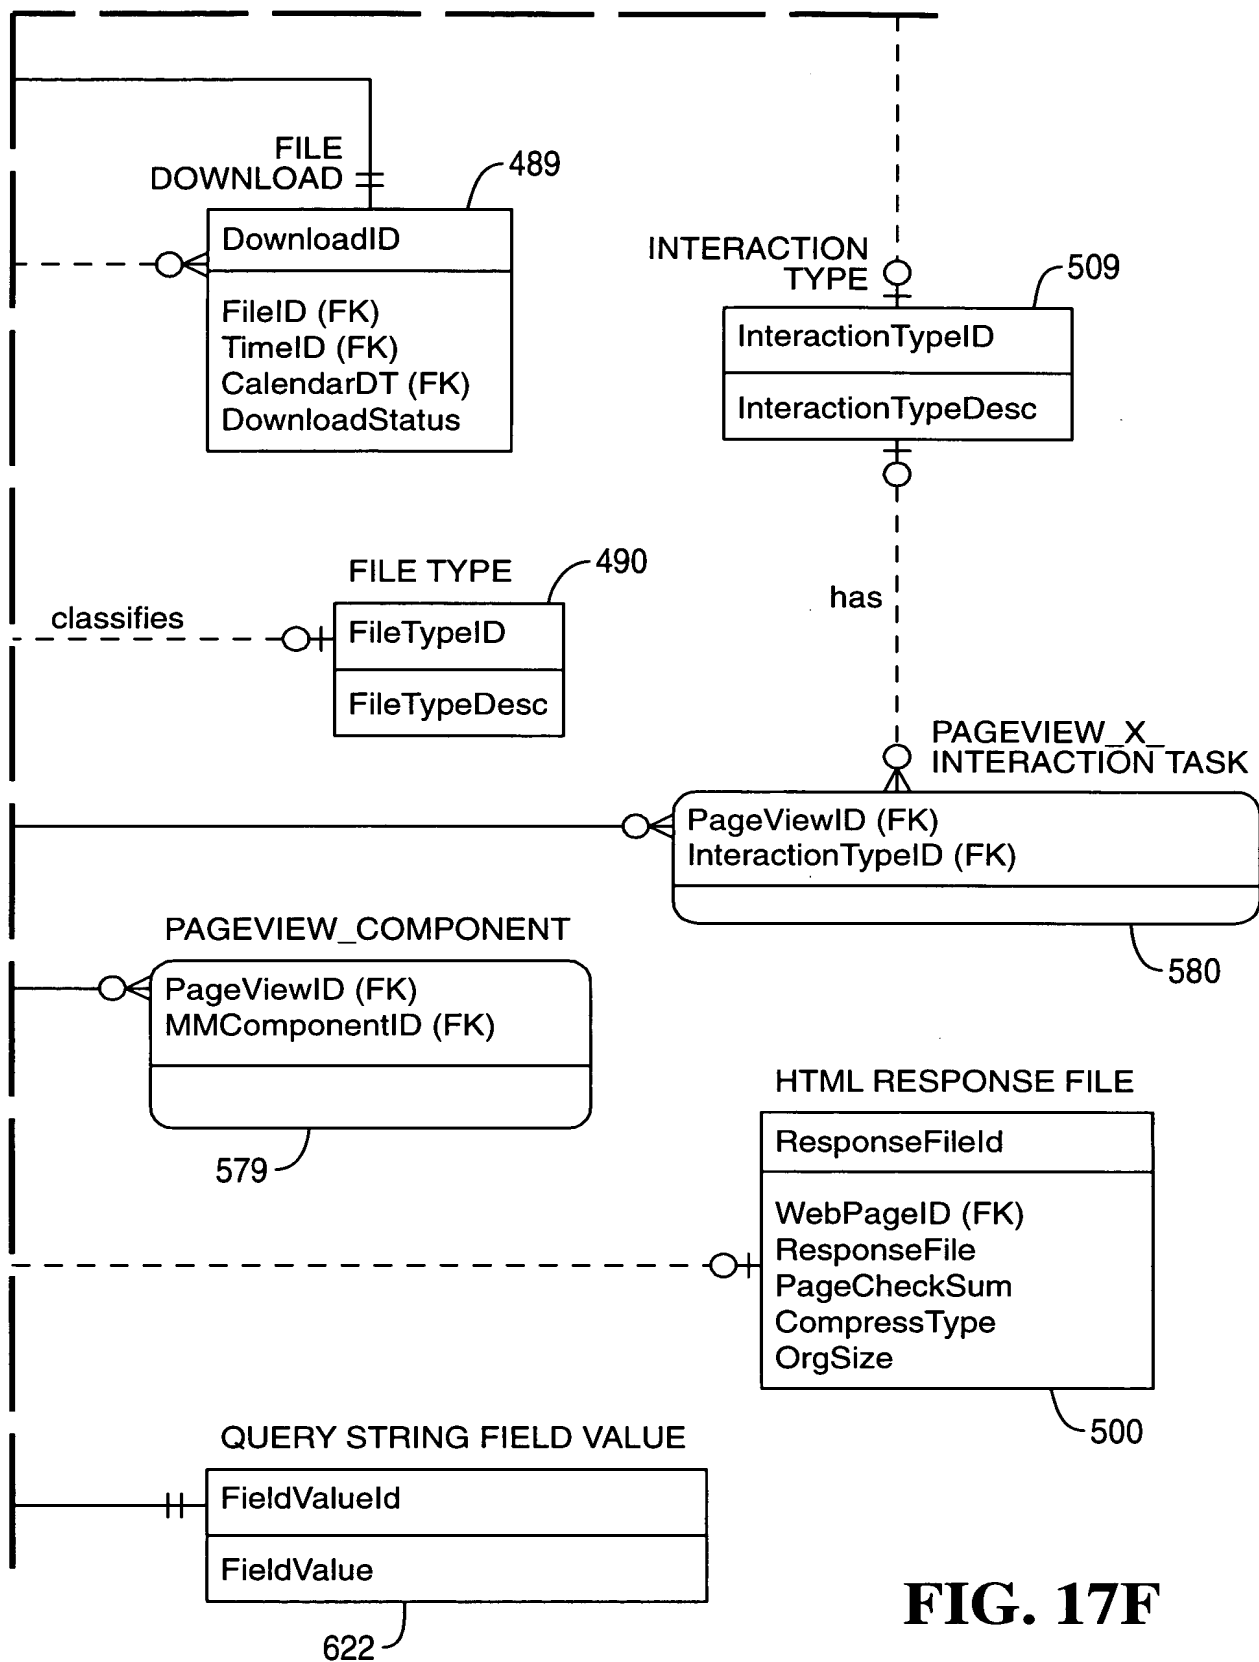 FILE
DOWNLOAD
489
DownloadID
FileID (FK)
TimeID (FK)
CalendarDT (FK)
DownloadStatus
INTERACTION
TYPE
509
InteractionTypeID
InteractionTypeDesc
has
FILE TYPE
490
classifies
FileTypeID
FileTypeDesc
PAGEVIEW_X_
INTERACTION TASK
PageViewID (FK)
InteractionTypeID (FK)
580
PAGEVIEW_COMPONENT
PageViewID (FK)
MMComponentID (FK)
579
HTML RESPONSE FILE
ResponseFileId
WebPageID (FK)
ResponseFile
PageCheckSum
CompressType
OrgSize
500
QUERY STRING FIELD VALUE
FieldValueId
FieldValue
622
FIG. 17F